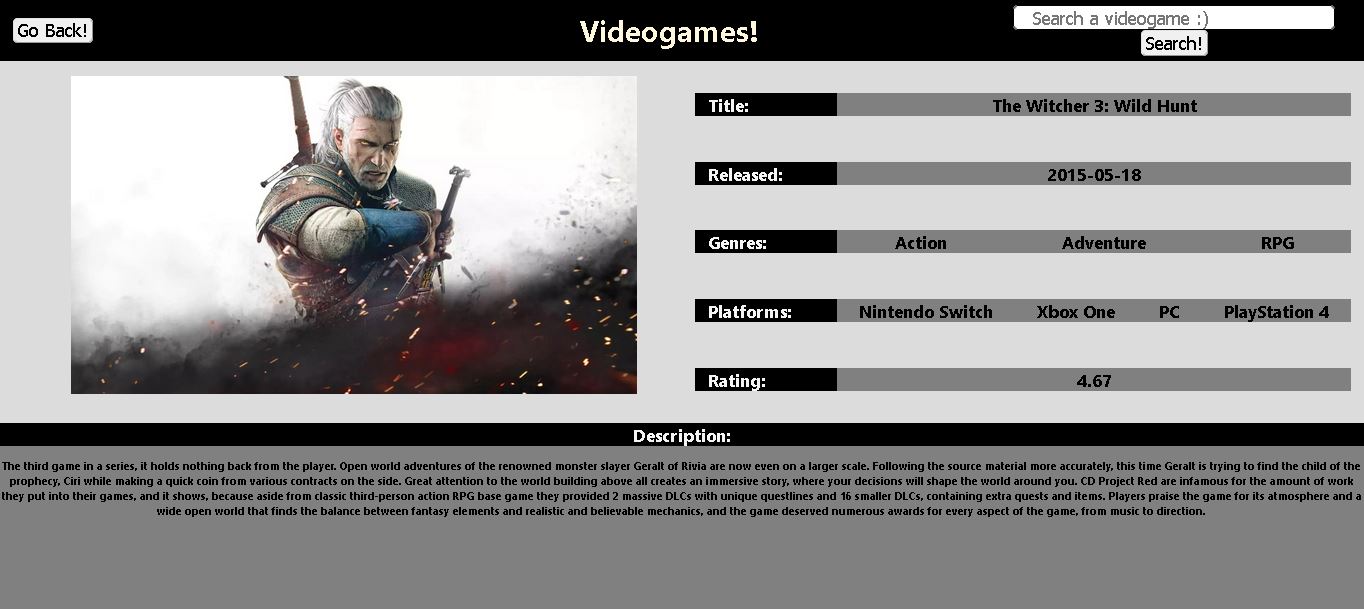 Go Back!
Videogames!
Search a videogame :)
Search!
Title: The Witcher 3: Wild Hunt
Released: 2015-05-18
Genres: Action Adventure RPG
Platforms: Nintendo Switch Xbox One PC PlayStation 4
Rating: 4.67
Description:
The third game in a series, it holds nothing back from the player. Open world adventures of the renowned monster slayer Geralt of Rivia are now even on a larger scale. Following the source material more accurately, this time Geralt is trying to find the child of the
prophecy, Ciri while making a quick coin from various contracts on the side. Great attention to the world building above all creates an immersive story, where your decisions will shape the world around you. CD Project Red are infamous for the amount of work
they put into their games, and it shows, because aside from classic third-person action RPG base game they provided 2 massive DLCs with unique questlines and 16 smaller DLCs, containing extra quests and items. Players praise the game for its atmosphere and a
wide open world that finds the balance between fantasy elements and realistic and believable mechanics, and the game deserved numerous awards for every aspect of the game, from music to direction.